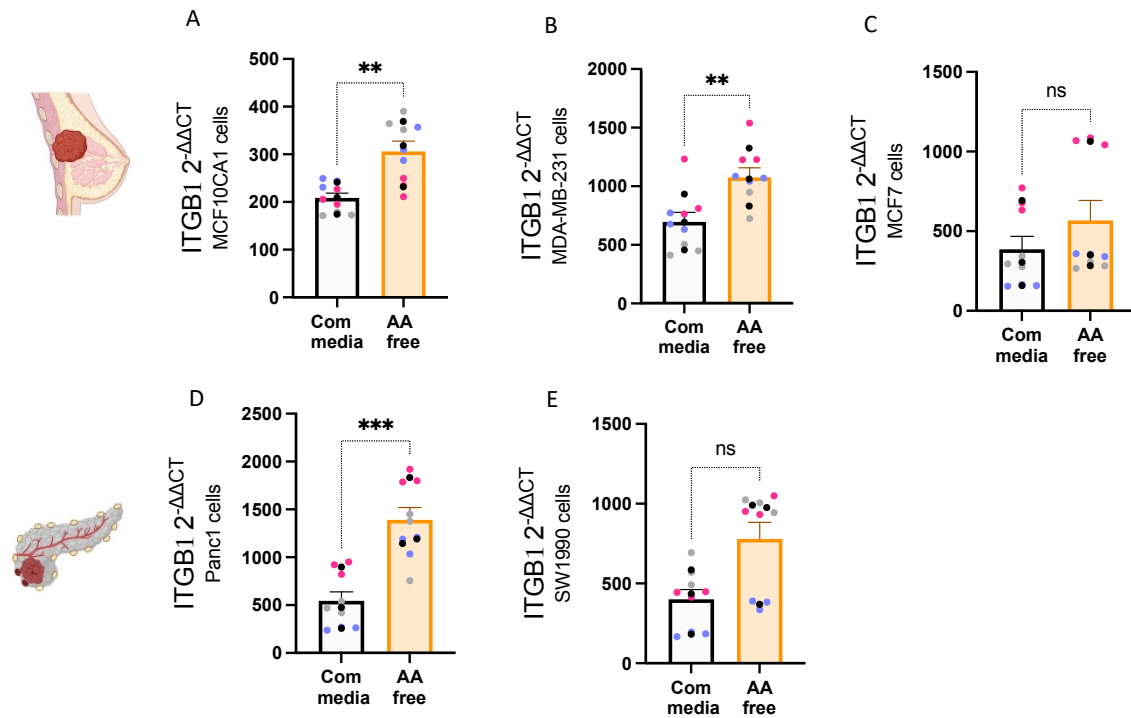 A
ITGB1 2-ΔΔCT
MCF10CA1 cells
500
400
300
200
100
0
**
Com
media
AA
free
B
ITGB1 2-ΔΔCT
MDA-MB-231 cells
2000
1500
1000
500
0
**
Com
media
AA
free
C
ITGB1 2-ΔΔCT
MCF7 cells
1500
1000
500
0
ns
Com
media
AA
free
D
ITGB1 2-ΔΔCT
Panc1 cells
2500
2000
1500
1000
500
0
***
Com
media
AA
free
E
ITGB1 2-ΔΔCT
SW1990 cells
1500
1000
500
0
ns
Com
media
AA
free